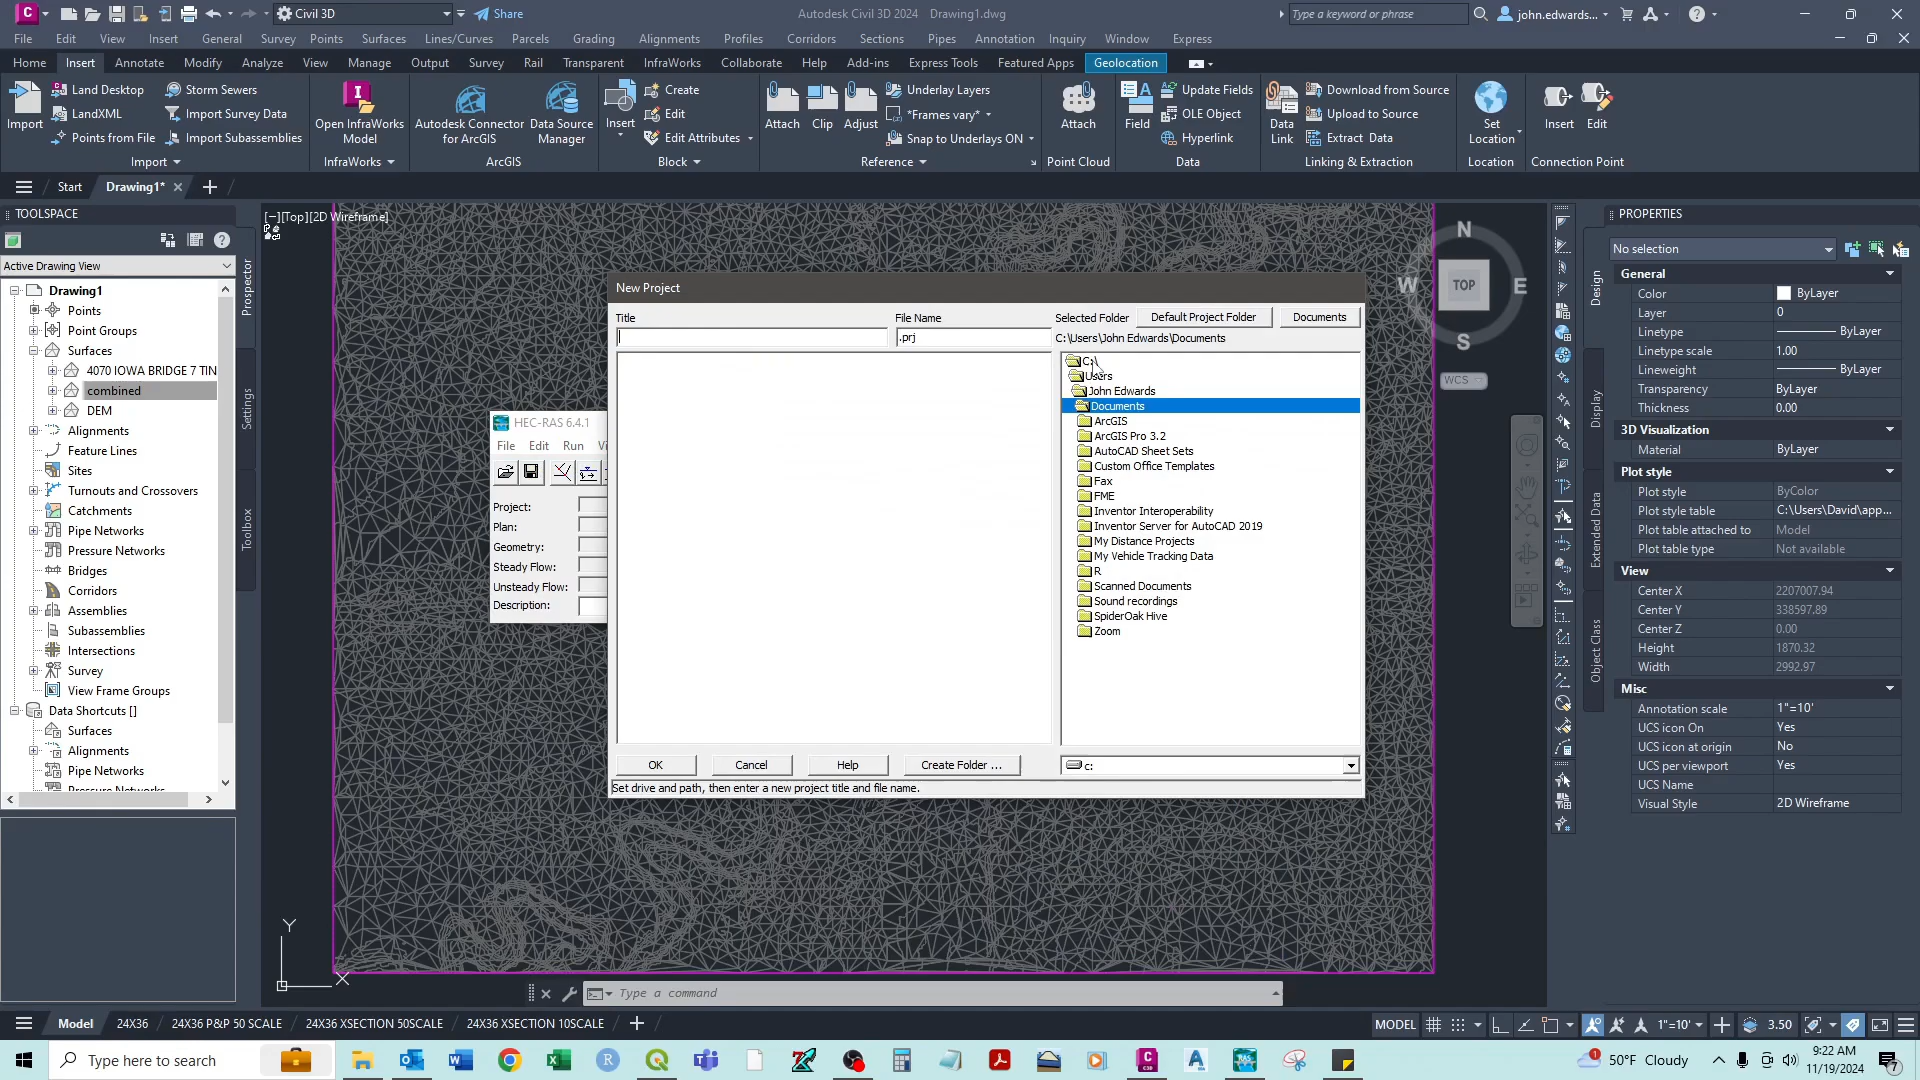 Civil 3D
Share
Autodesk Civil 3D 2024 Drawing1.dwg
Type a keyword or phrase
john.edwards...
File Edit View Insert General Survey Points Surfaces Lines/Curves Parcels Grading Alignments Profiles Corridors Sections Pipes Annotation Inquiry Window Express
Home Insert Annotate Modify Analyze View Manage Output Survey Rail Transparent InfraWorks Collaborate Help Add-ins Express Tools Featured Apps Geolocation
Land Desktop Storm Sewers Create Underlay Layers Update Fields Download from Source
LandXML Import Survey Data Edit *Frames vary* OLE Object Upload to Source
Import Open InfraWorks Model Autodesk Connector for ArcGIS Data Source Manager Insert Attach Clip Adjust Attach Field Data Link Set Location Insert Edit
Points from File Import Subassemblies Edit Attributes Snap to Underlays ON Hyperlink Extract Data
Import InfraWorks ArcGIS Block Reference Point Cloud Data Linking & Extraction Location Connection Point
Start Drawing1*
TOOLSPACE
Active Drawing View
Prospector
Settings
Toolbox
Drawing1
Points
Point Groups
Surfaces
4070 IOWA BRIDGE 7 TIN
combined
DEM
Alignments
Feature Lines
Sites
Turnouts and Crossovers
Catchments
Pipe Networks
Pressure Networks
Bridges
Corridors
Assemblies
Subassemblies
Intersections
Survey
View Frame Groups
Data Shortcuts []
Surfaces
Alignments
Pipe Networks
Pressure Networks
[−][Top][2D Wireframe]
HEC-RAS 6.4.1
File Edit Run Vi
Project:
Plan:
Geometry:
Steady Flow:
Unsteady Flow:
Description:
New Project
Title File Name Selected Folder Default Project Folder Documents
.prj C:\Users\John Edwards\Documents
C:\
Users
John Edwards
Documents
ArcGIS
ArcGIS Pro 3.2
AutoCAD Sheet Sets
Custom Office Templates
Fax
FME
Inventor Interoperability
Inventor Server for AutoCAD 2019
My Distance Projects
My Vehicle Tracking Data
R
Scanned Documents
Sound recordings
SpiderOak Hive
Zoom
OK Cancel Help Create Folder ... c:
Set drive and path, then enter a new project title and file name.
N
W TOP E
S
WCS
Y
X
PROPERTIES
No selection
Design
Display
Extended Data
Object Class
General
Color ByLayer
Layer 0
Linetype ByLayer
Linetype scale 1.00
Lineweight ByLayer
Transparency ByLayer
Thickness 0.00
3D Visualization
Material ByLayer
Plot style
Plot style ByColor
Plot style table C:\Users\David\app...
Plot table attached to Model
Plot table type Not available
View
Center X 2207007.94
Center Y 338597.89
Center Z 0.00
Height 1870.32
Width 2992.97
Misc
Annotation scale 1"=10'
UCS icon On Yes
UCS icon at origin No
UCS per viewport Yes
UCS Name
Visual Style 2D Wireframe
Type a command
Model 24X36 24X36 P&P 50 SCALE 24X36 XSECTION 50SCALE 24X36 XSECTION 10SCALE
MODEL 1"=10' 3.50
Type here to search
50°F Cloudy
9:22 AM
11/19/2024